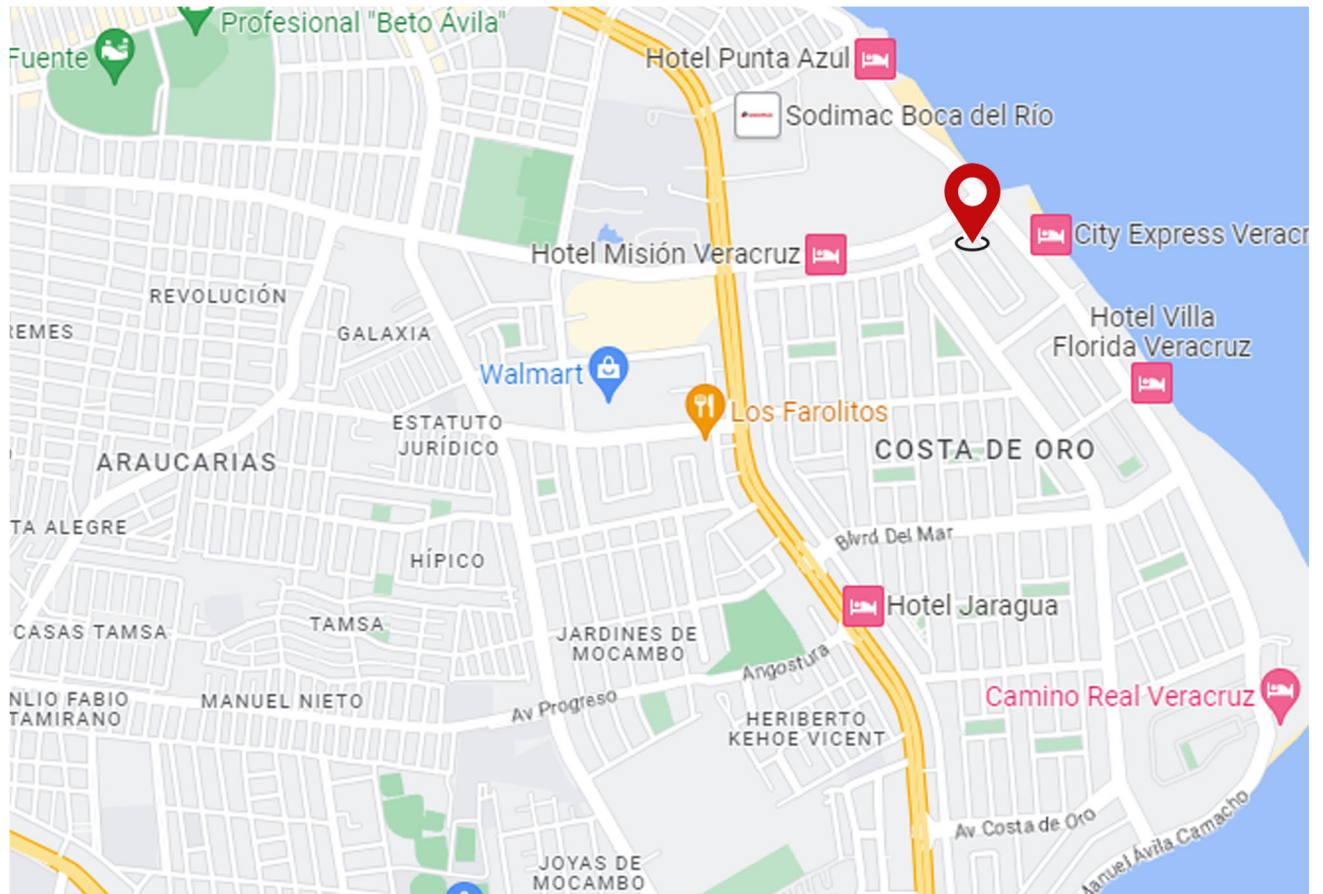 Profesional "Beto Ávila"
Fuente
Hotel Punta Azul
Sodimac Boca del Río
City Express Veracr
Hotel Misión Veracruz
REVOLUCIÓN
REMES
GALAXIA
Hotel Villa
Florida Veracruz
Walmart
Los Farolitos
ESTATUTO
JURÍDICO
COSTA DE ORO
ARAUCARIAS
TA ALEGRE
Blvrd Del Mar
HÍPICO
Hotel Jaragua
CASAS TAMSA
TAMSA
JARDINES DE
MOCAMBO
Angostura
NLIO FABIO
TAMIRANO
MANUEL NIETO
Av Progreso
Camino Real Veracruz
HERIBERTO
KEHOE VICENT
Av Costa de Oro
Manuel Ávila Camacho
JOYAS DE
MOCAMBO